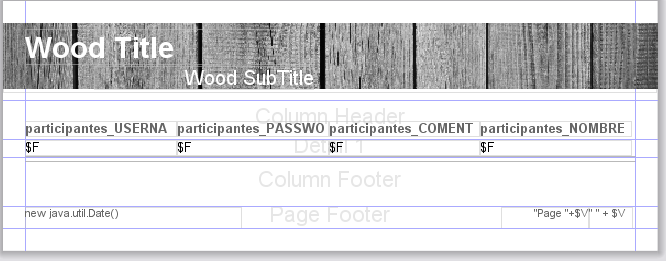 Wood Title
Wood SubTitle
Column Header
participantes_USERNA participantes_PASSWO participantes_COMENT participantes_NOMBRE
Detail 1
$F $F $F $F
Column Footer
Page Footer
new java.util.Date() "Page "+$V" " + $V